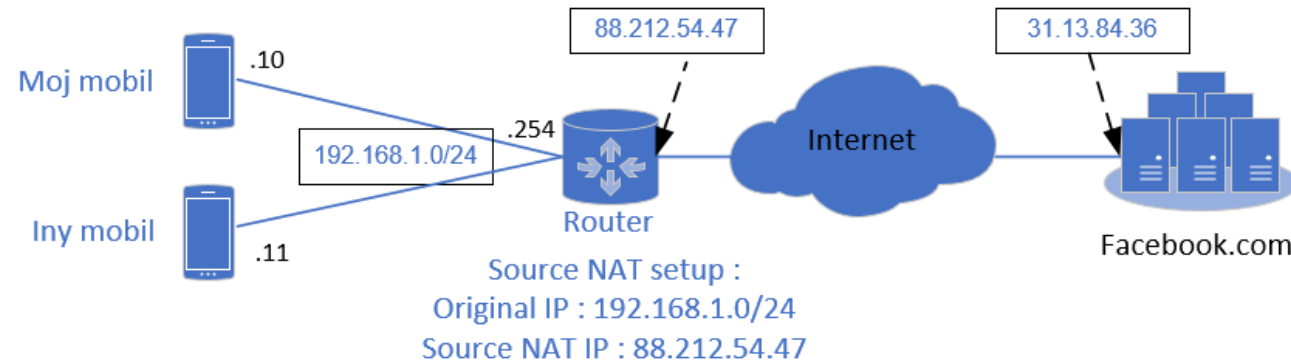 88.212.54.47
31.13.84.36
Moj mobil
.10
.254
192.168.1.0/24
Internet
Iny mobil
.11
Router
Facebook.com
Source NAT setup :
Original IP : 192.168.1.0/24
Source NAT IP : 88.212.54.47